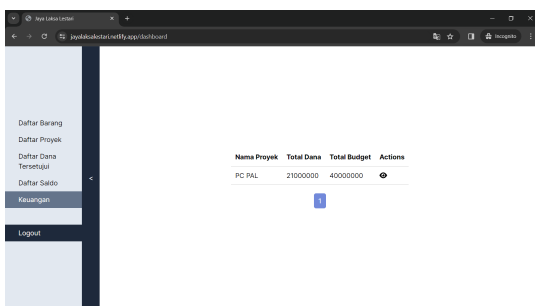 Jaya Laksa Lestari
jayalaksalestari.netlify.app/dashboard
Incognito
Daftar Barang
Daftar Proyek
Daftar Dana
Tersetujui
Daftar Saldo
Keuangan
Logout
<
Nama Proyek Total Dana Total Budget Actions
PC PAL 21000000 40000000
1